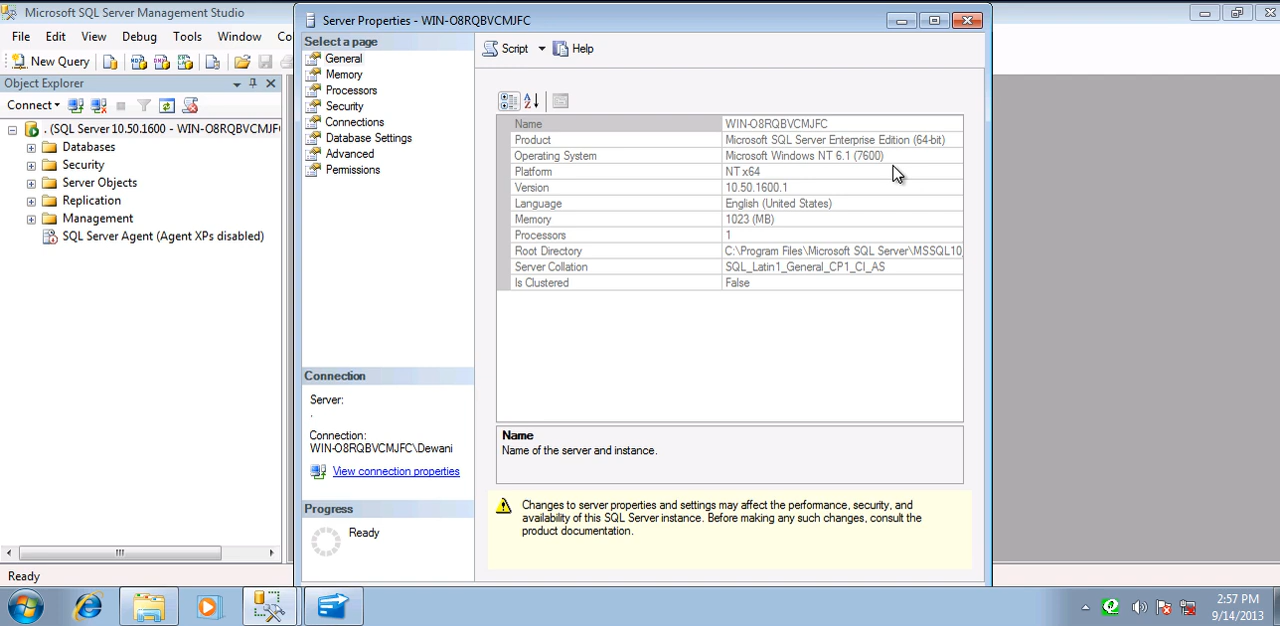 Microsoft SQL Server Management Studio
File Edit View Debug Tools Window Co
New Query
Object Explorer
Connect
. (SQL Server 10.50.1600 - WIN-O8RQBVCMJF
Databases
Security
Server Objects
Replication
Management
SQL Server Agent (Agent XPs disabled)
Ready
Server Properties - WIN-O8RQBVCMJFC
Select a page
General
Memory
Processors
Security
Connections
Database Settings
Advanced
Permissions
Connection
Server:
.
Connection:
WIN-O8RQBVCMJFC\Dewani
View connection properties
Progress
Ready
Script Help
Name WIN-O8RQBVCMJFC
Product Microsoft SQL Server Enterprise Edition (64-bit)
Operating System Microsoft Windows NT 6.1 (7600)
Platform NT x64
Version 10.50.1600.1
Language English (United States)
Memory 1023 (MB)
Processors 1
Root Directory C:\Program Files\Microsoft SQL Server\MSSQL10
Server Collation SQL_Latin1_General_CP1_CI_AS
Is Clustered False
Name
Name of the server and instance.
Changes to server properties and settings may affect the performance, security, and
availability of this SQL Server instance. Before making any such changes, consult the
product documentation.
2:57 PM
9/14/2013